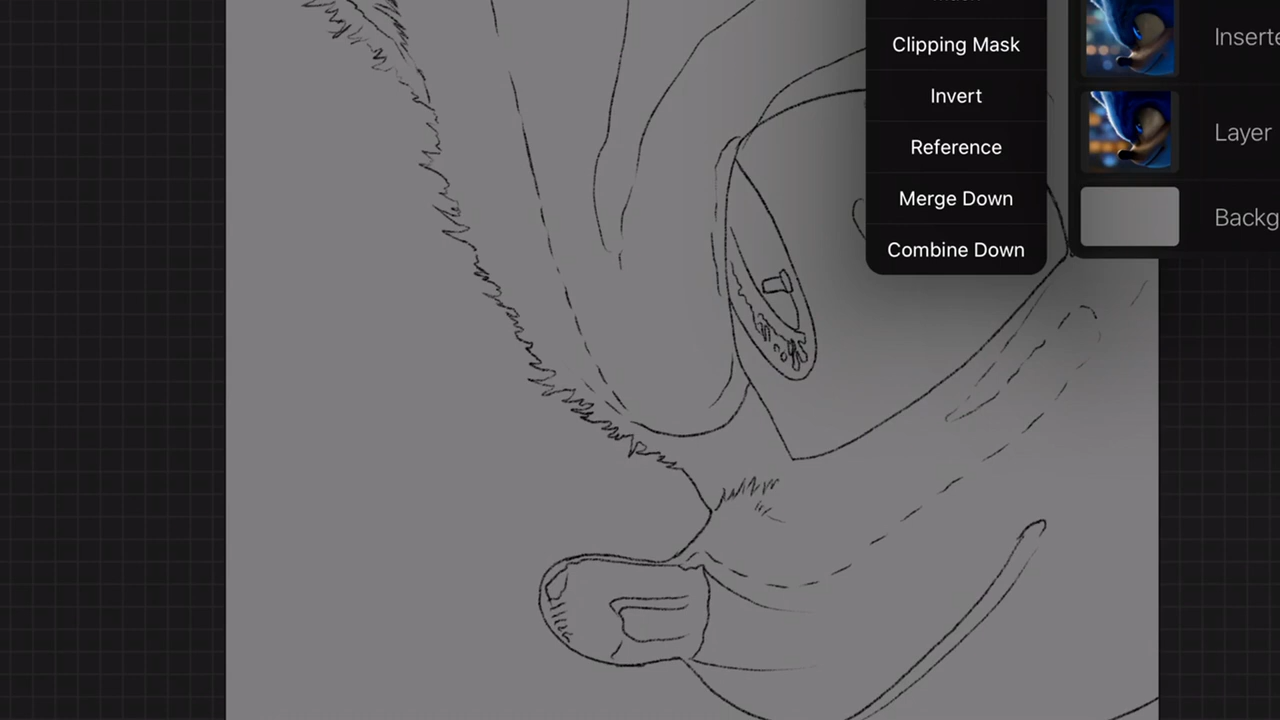 Clipping Mask
Invert
Reference
Merge Down
Combine Down
Layer